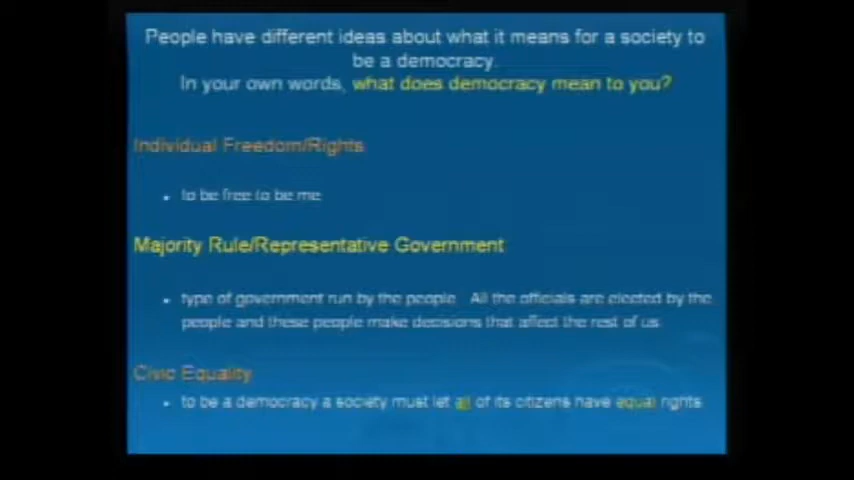 People have different ideas about what it means for a society to
be a democracy.
In your own words, what does democracy mean to you?
Individual Freedom/Rights
• to be free to be me
Majority Rule/Representative Government
• type of government run by the people. All the officials are elected by the
people and these people make decisions that affect the rest of us
Civic Equality
• to be a democracy a society must let all of its citizens have equal rights